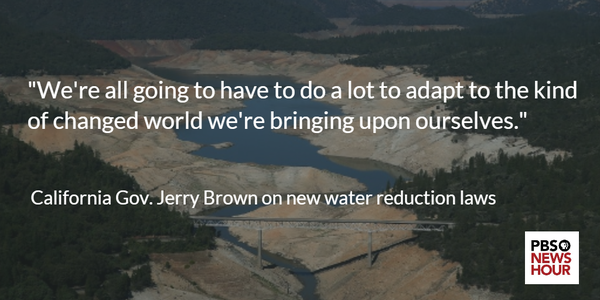 "We're all going to have to do a lot to adapt to the kind
of changed world we're bringing upon ourselves."
California Gov. Jerry Brown on new water reduction laws
PBS
NEWS
HOUR